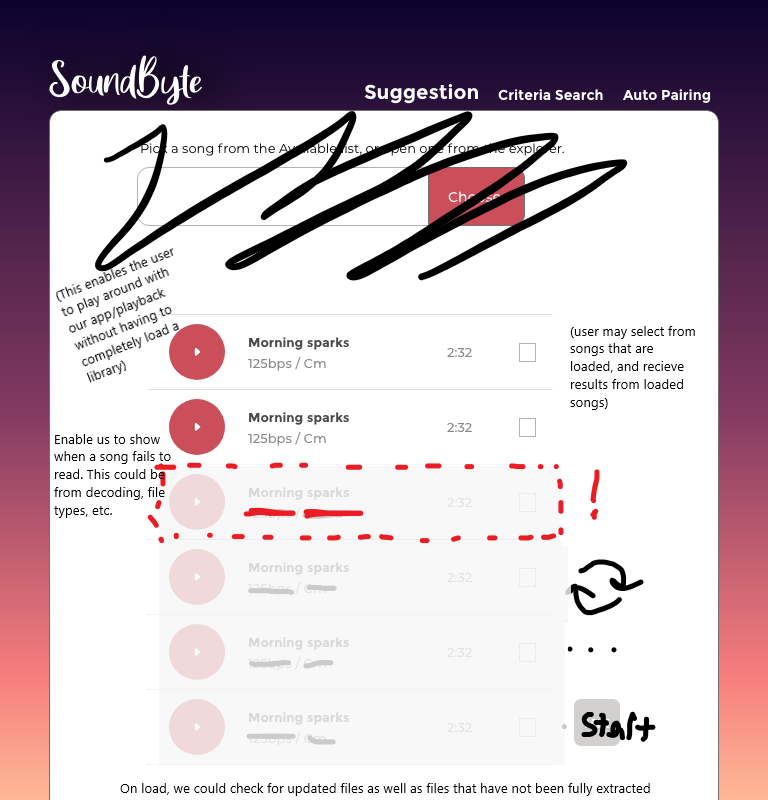 SoundByte
Suggestion Criteria Search Auto Pairing
Pick a song from the Available list, or open one from the explorer.
Choose
(This enables the user
to play around with
our app/playback
without having to
completely load a
library)
Morning sparks
125bps / Cm
2:32
(user may select from
songs that are
loaded, and recieve
results from loaded
songs)
Morning sparks
125bps / Cm
2:32
Enable us to show
when a song fails to
read. This could be
from decoding, file
types, etc.
Morning sparks
2:32
!
Morning sparks
125bps / Cm
2:32
Morning sparks
125bps / Cm
2:32
. . .
Morning sparks
125bps / Cm
2:32
Start
On load, we could check for updated files as well as files that have not been fully extracted